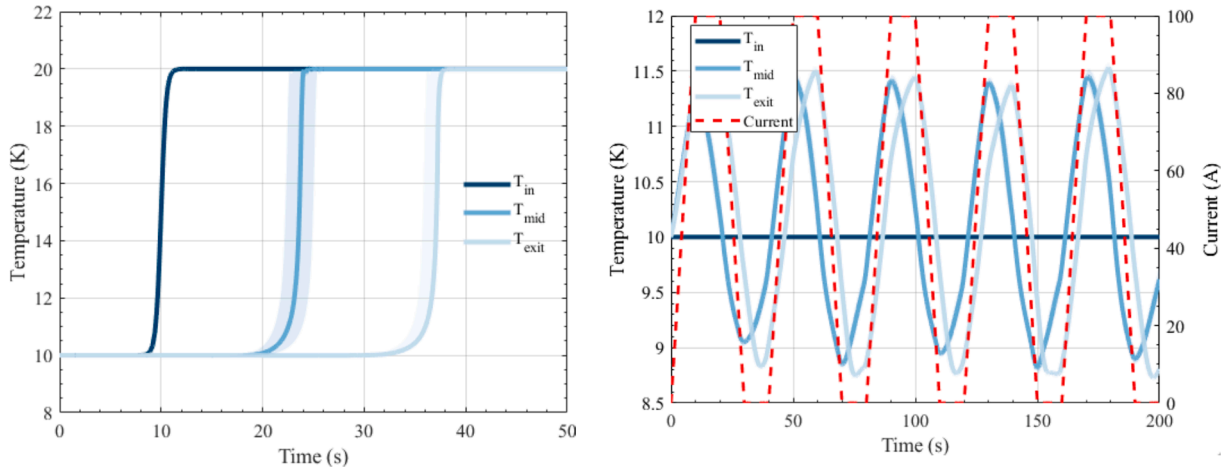 22
20
18
16
14
12
10
8
Temperature (K)
T_in
T_mid
T_exit
0 10 20 30 40 50
Time (s)
12
11.5
11
10.5
10
9.5
9
8.5
Temperature (K)
T_in
T_mid
T_exit
Current
100
80
60
40
20
0
Current (A)
0 50 100 150 200
Time (s)